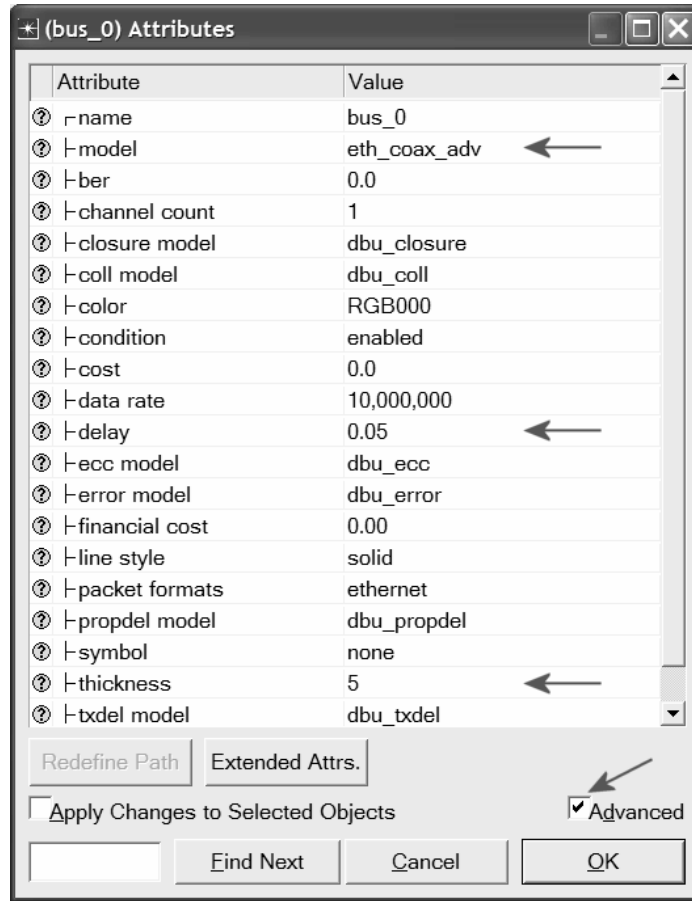 (bus_0) Attributes
Attribute Value
name bus_0
model eth_coax_adv
ber 0.0
channel count 1
closure model dbu_closure
coll model dbu_coll
color RGB000
condition enabled
cost 0.0
data rate 10,000,000
delay 0.05
ecc model dbu_ecc
error model dbu_error
financial cost 0.00
line style solid
packet formats ethernet
propdel model dbu_propdel
symbol none
thickness 5
txdel model dbu_txdel
Redefine Path Extended Attrs.
Apply Changes to Selected Objects Advanced
Find Next Cancel OK